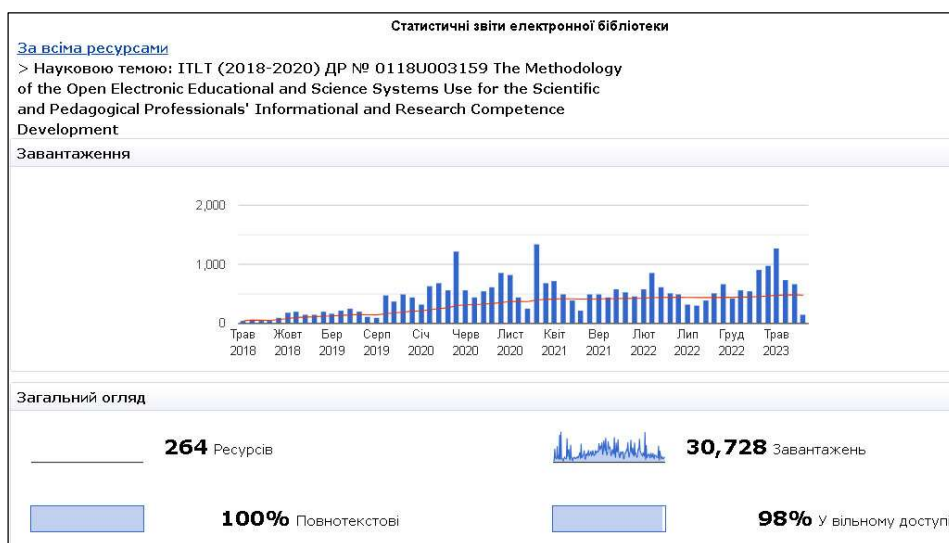 Статистичні звіти електронної бібліотеки
За всіма ресурсами
> Науковою темою: ITLT (2018-2020) ДР № 0118U003159 The Methodology
of the Open Electronic Educational and Science Systems Use for the Scientific
and Pedagogical Professionals' Informational and Research Competence
Development
Завантаження
2,000
1,000
0
Трав Жовт Бер Серп Січ Черв Лист Квіт Вер Лют Лип Груд Трав
2018 2018 2019 2019 2020 2020 2020 2021 2021 2022 2022 2022 2023
Загальний огляд
264 Ресурсів 30,728 Завантажень
100% Повнотекстові 98% У вільному доступі